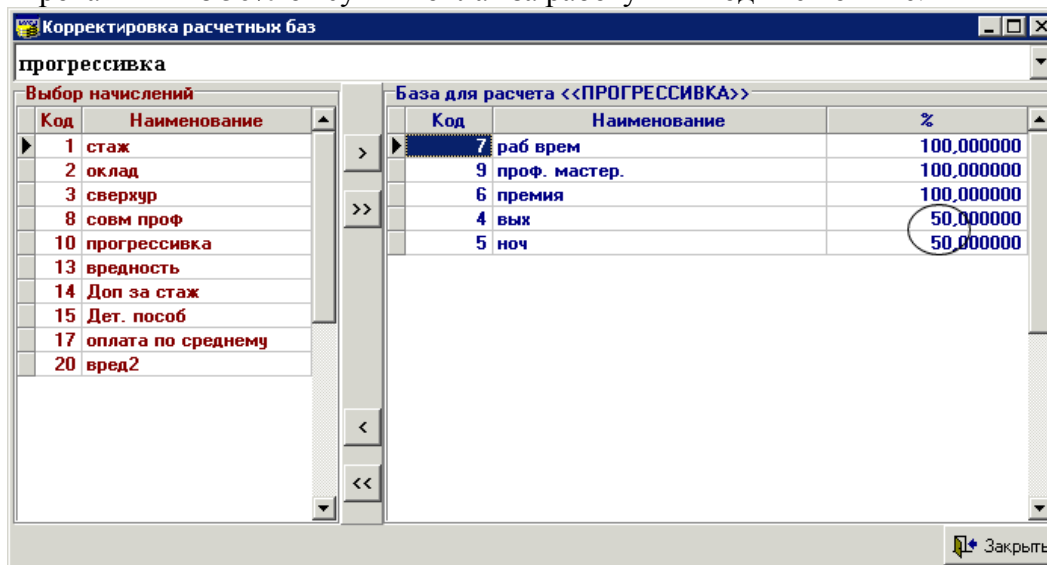 Корректировка расчетных баз
прогрессивка
Выбор начислений
Код Наименование
1 стаж
2 оклад
3 сверхур
8 совм проф
10 прогрессивка
13 вредность
14 Доп за стаж
15 Дет. пособ
17 оплата по среднему
20 вред2
>
>>
<
<<
База для расчета <<ПРОГРЕССИВКА>>
Код Наименование %
7 раб врем 100,000000
9 проф. мастер. 100,000000
6 премия 100,000000
4 вых 50,000000
5 ноч 50,000000
Закрыть